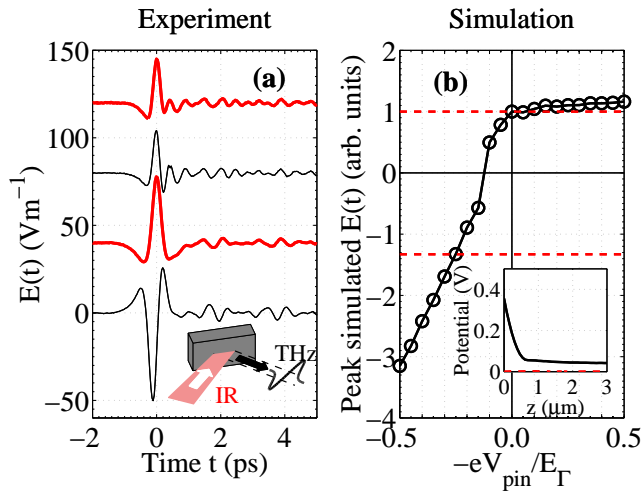 Experiment
Simulation
(a)
(b)
E(t) (Vm−1)
150
100
50
0
−50
−2
0
2
4
Time t (ps)
THz
IR
Peak simulated E(t) (arb. units)
2
1
0
−1
−2
−3
−4
−0.5
0.0
0.5
−eVpin/EΓ
Potential (V)
0.4
0.2
0
0
1
2
3
z (μm)